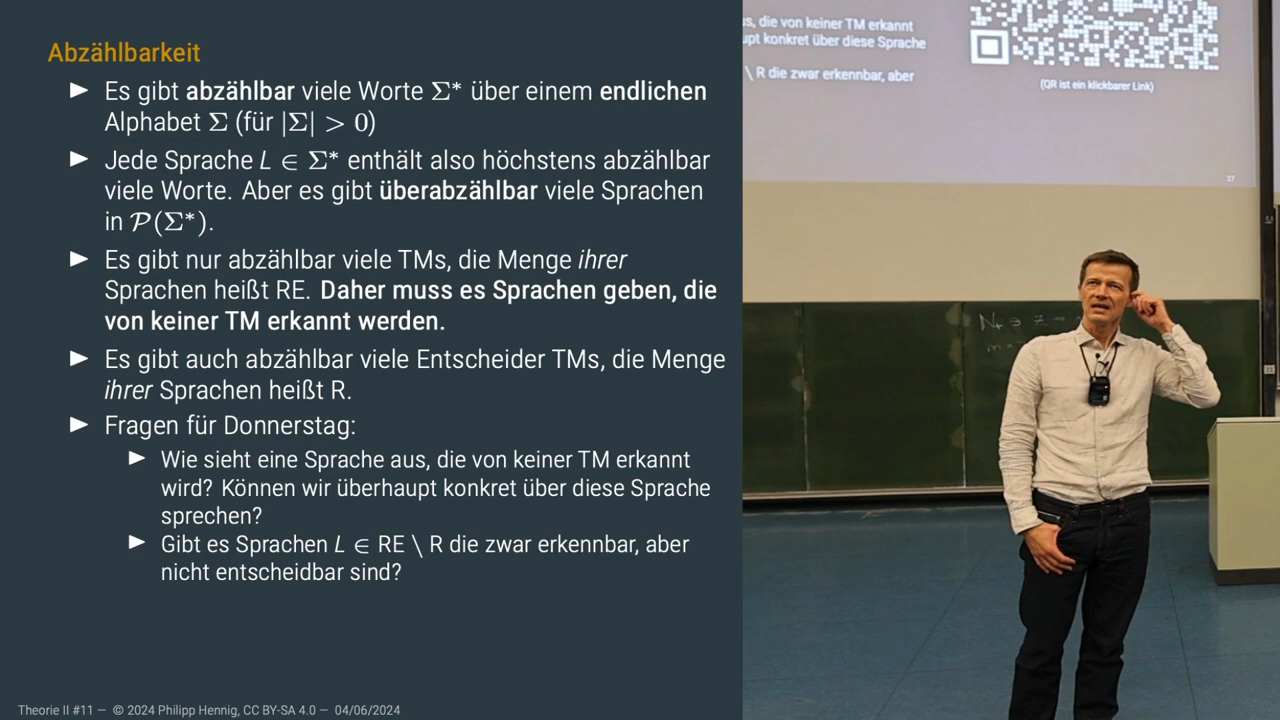 Abzählbarkeit
► Es gibt abzählbar viele Worte Σ* über einem endlichen
Alphabet Σ (für |Σ| > 0)
► Jede Sprache L ∈ Σ* enthält also höchstens abzählbar
viele Worte. Aber es gibt überabzählbar viele Sprachen
in 𝒫(Σ*).
► Es gibt nur abzählbar viele TMs, die Menge ihrer
Sprachen heißt RE. Daher muss es Sprachen geben, die
von keiner TM erkannt werden.
► Es gibt auch abzählbar viele Entscheider TMs, die Menge
ihrer Sprachen heißt R.
► Fragen für Donnerstag:
► Wie sieht eine Sprache aus, die von keiner TM erkannt
wird? Können wir überhaupt konkret über diese Sprache
sprechen?
► Gibt es Sprachen L ∈ RE \ R die zwar erkennbar, aber
nicht entscheidbar sind?
Theorie II #11 — © 2024 Philipp Hennig, CC BY-SA 4.0 — 04/06/2024
us, die von keiner TM erkannt
upt konkret über diese Sprache
\ R die zwar erkennbar, aber
(QR ist ein klickbarer Link)
27